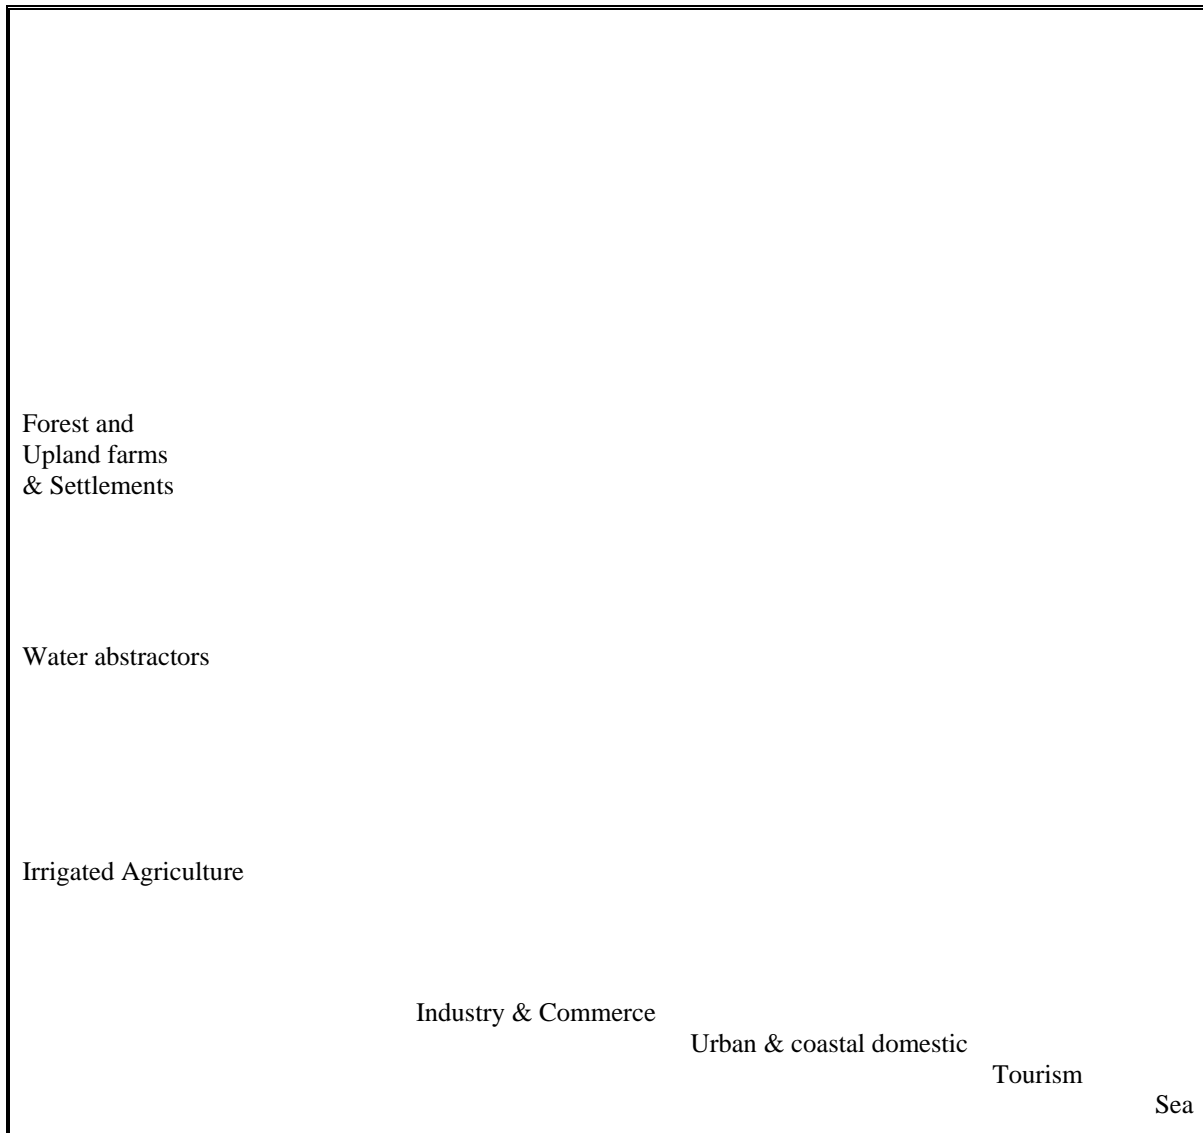 Forest and
Upland farms
& Settlements
Water abstractors
Irrigated Agriculture
Industry & Commerce
Urban & coastal domestic
Tourism
Sea